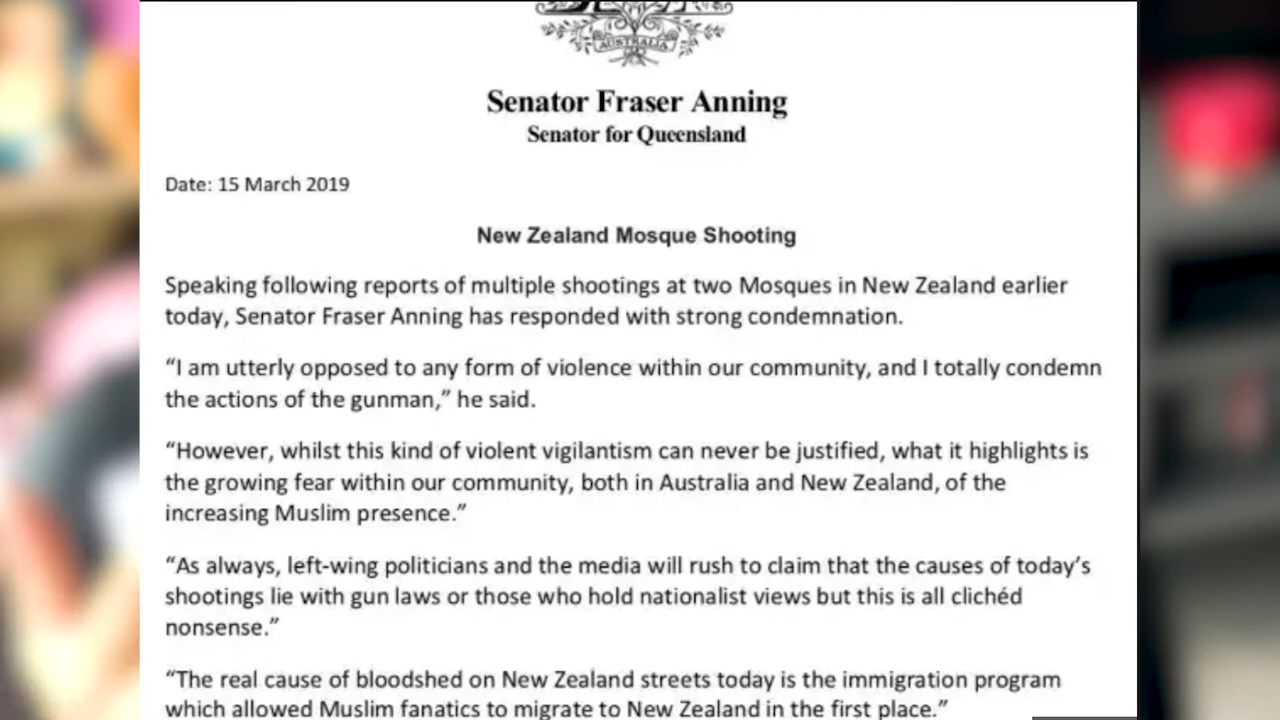 AUSTRALIA
Senator Fraser Anning
Senator for Queensland
Date: 15 March 2019
New Zealand Mosque Shooting
Speaking following reports of multiple shootings at two Mosques in New Zealand earlier
today, Senator Fraser Anning has responded with strong condemnation.
“I am utterly opposed to any form of violence within our community, and I totally condemn
the actions of the gunman,” he said.
“However, whilst this kind of violent vigilantism can never be justified, what it highlights is
the growing fear within our community, both in Australia and New Zealand, of the
increasing Muslim presence.”
“As always, left-wing politicians and the media will rush to claim that the causes of today’s
shootings lie with gun laws or those who hold nationalist views but this is all clichéd
nonsense.”
“The real cause of bloodshed on New Zealand streets today is the immigration program
which allowed Muslim fanatics to migrate to New Zealand in the first place.”